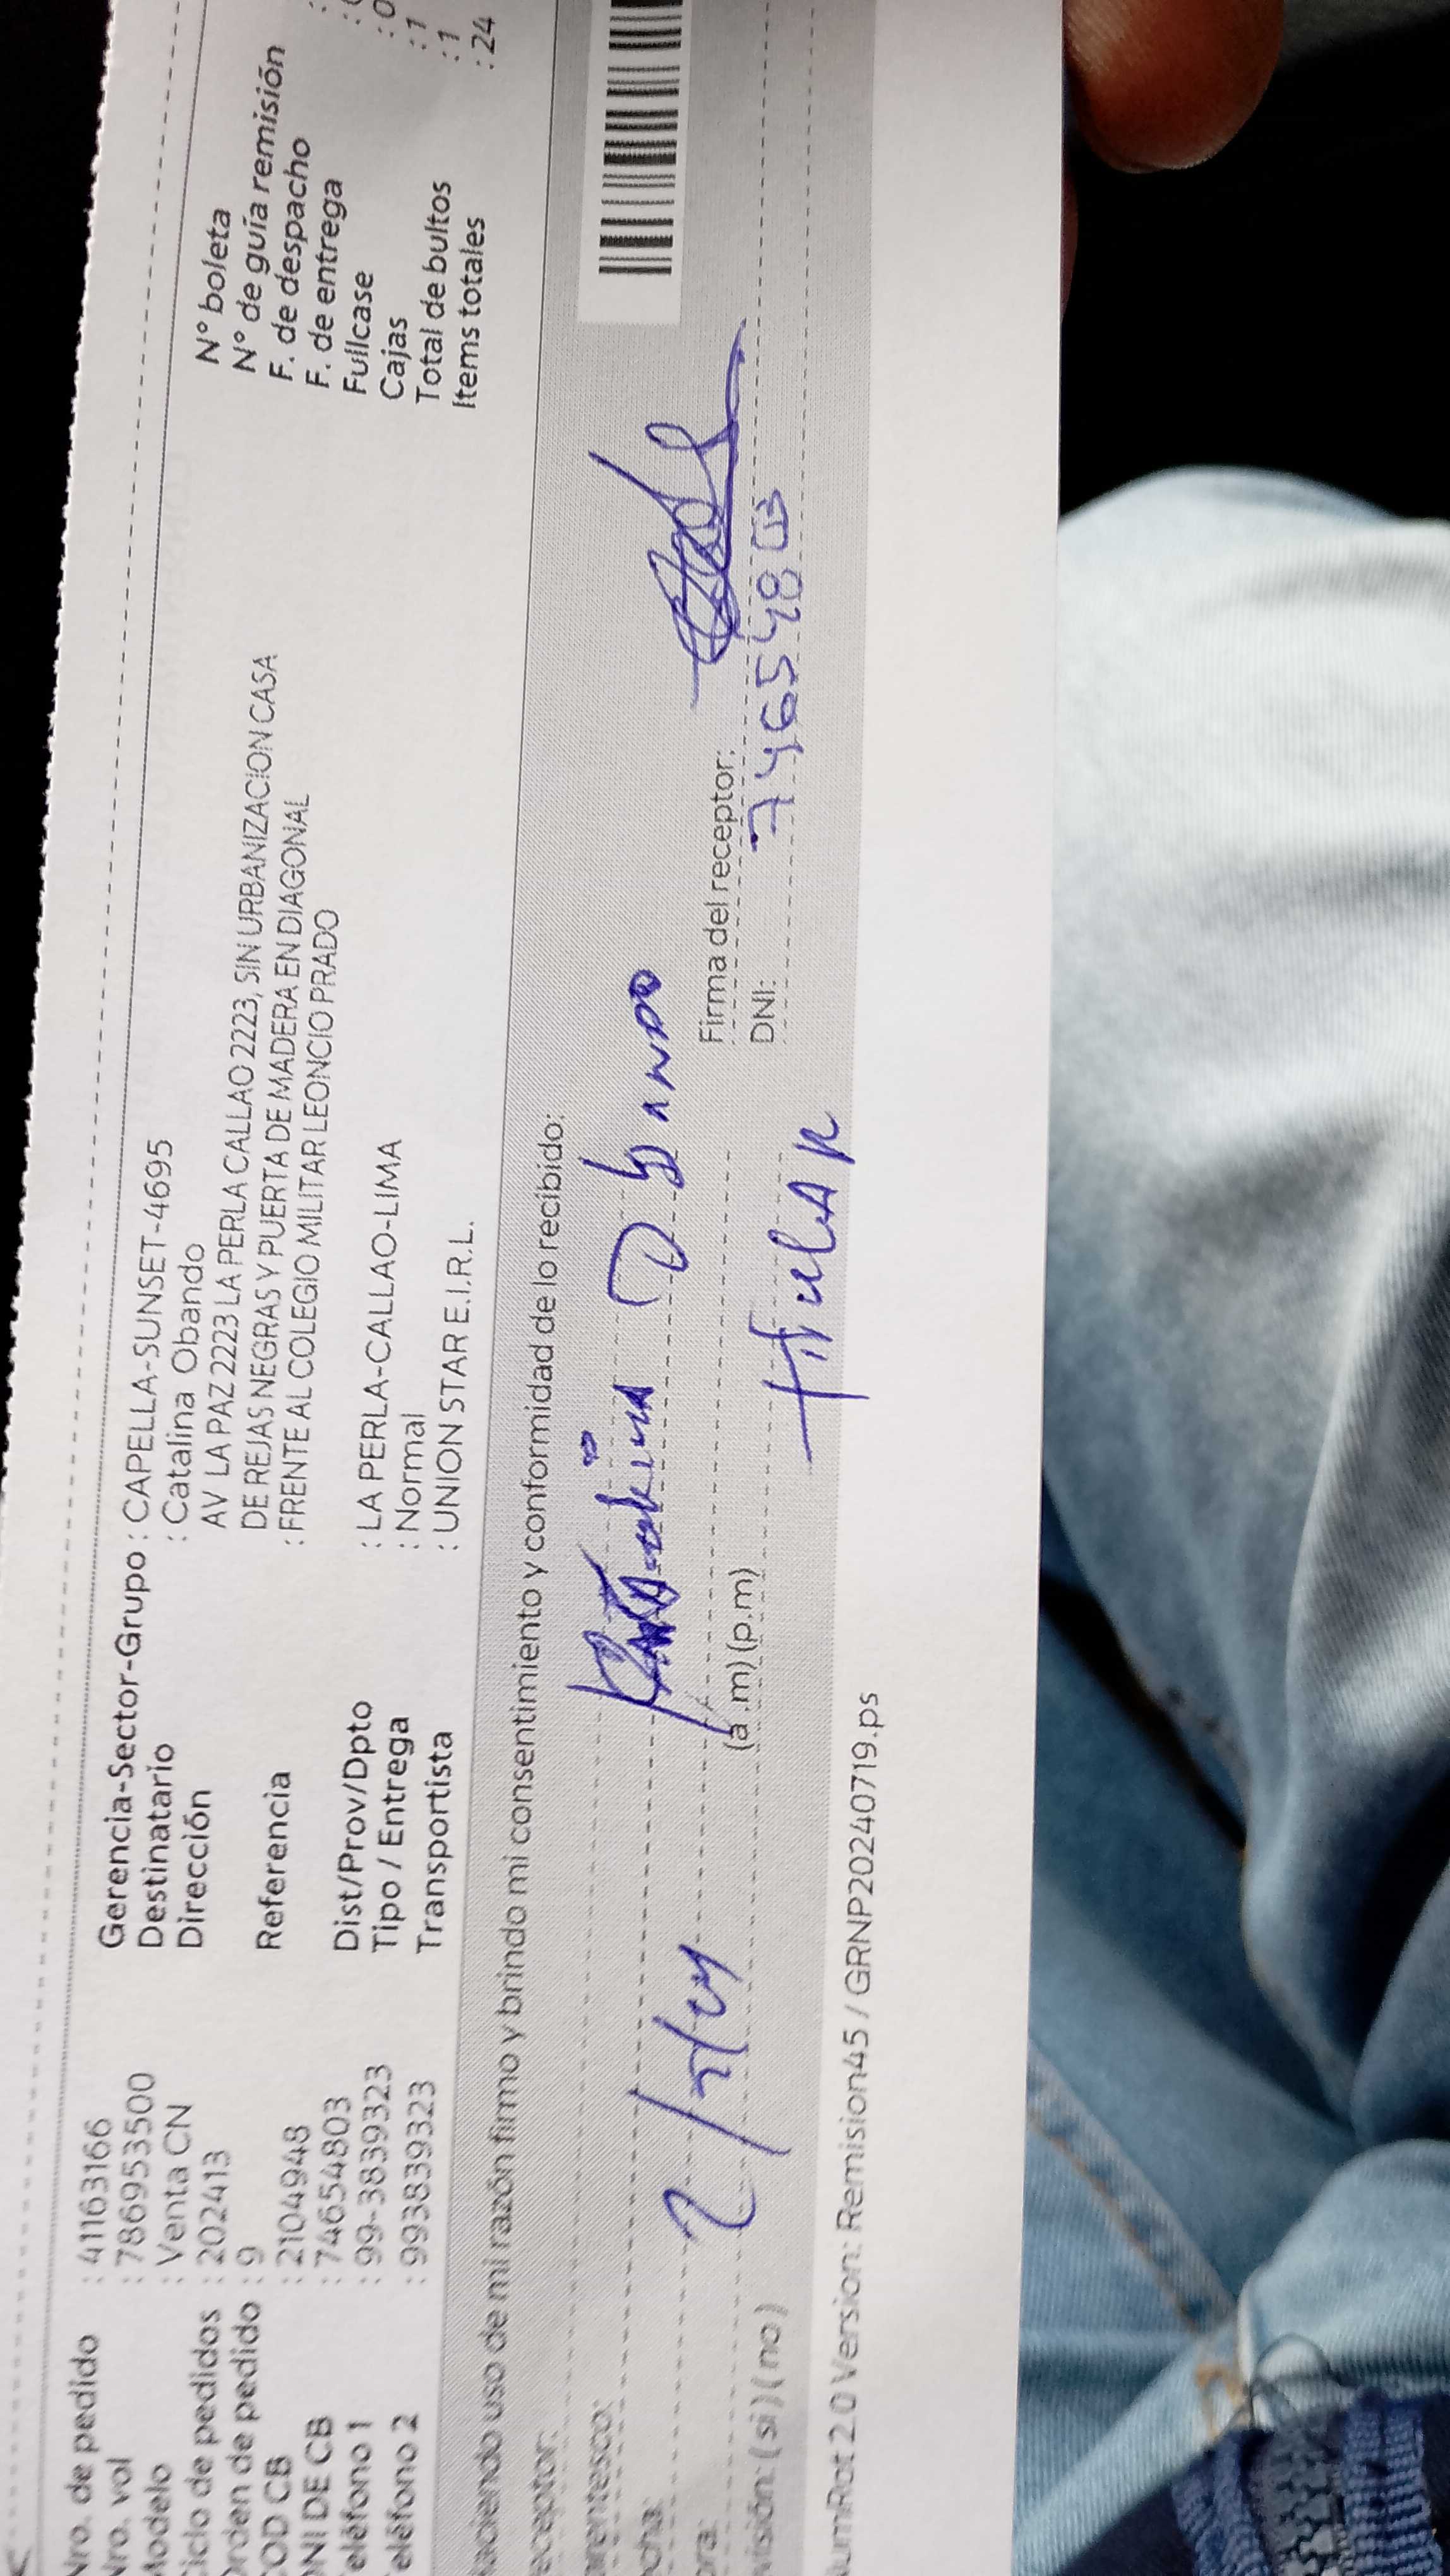 Nro. de pedido : 41163166
Nro. vol : 786953500
Modelo : Venta CN
Ciclo de pedidos : 202413
Orden de pedido : 9
COD CB : 2104948
DNI DE CB : 74654803
Teléfono 1 : 99-3839323
Teléfono 2 : 993839323
Gerencia-Sector-Grupo : CAPELLA-SUNSET-4695
Destinatario : Catalina Obando
Dirección AV LA PAZ 2223 LA PERLA CALLAO 2223, SIN URBANIZACION CASA
DE REJAS NEGRAS Y PUERTA DE MADERA EN DIAGONAL
Referencia : FRENTE AL COLEGIO MILITAR LEONCIO PRADO
Dist/Prov/Dpto : LA PERLA-CALLAO-LIMA
Tipo / Entrega : Normal
Transportista : UNION STAR E.I.R.L.
N° boleta
N° de guía remisión
F. de despacho
F. de entrega
Fullcase
Cajas : 1
Total de bultos : 1
Items totales : 24
Haciendo uso de mi razón firmo y brindo mi consentimiento y conformidad de lo recibido:
receptor: Obando
Parentesco:
Fecha:
(a .m) (p.m)
Titular
Firma del receptor:
DNI: 74654803
(si) (no)
NumRot 2.0 Version: Remision45 / GRNP20240719.ps